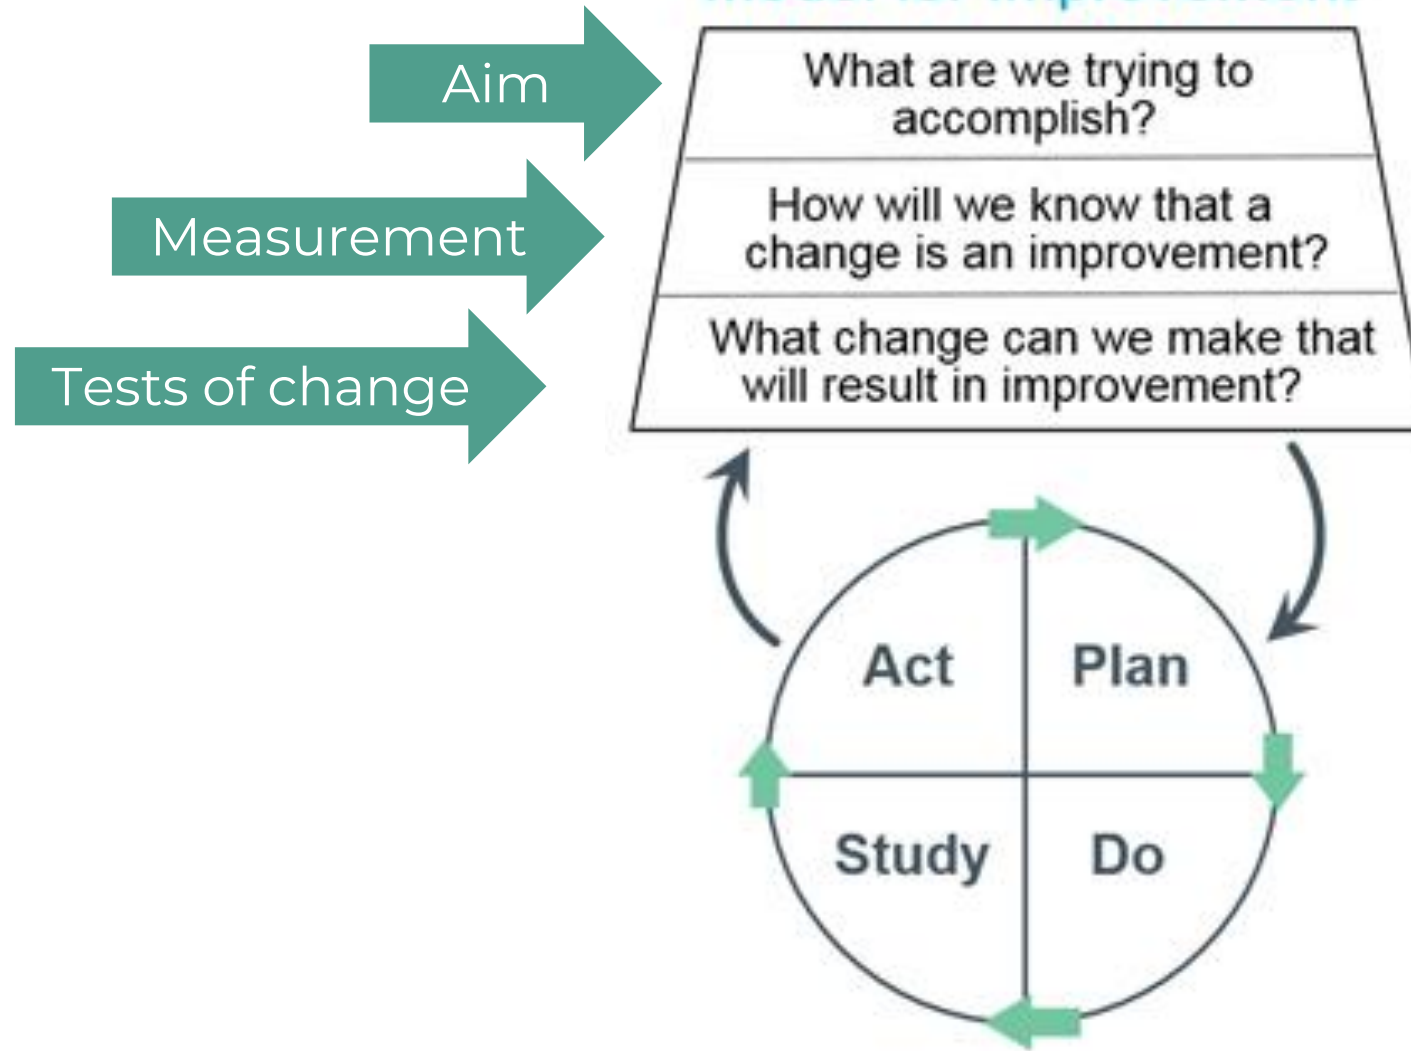 Aim
What are we trying to
accomplish?
Measurement
How will we know that a
change is an improvement?
Tests of change
What change can we make that
will result in improvement?
Act
Plan
Study
Do